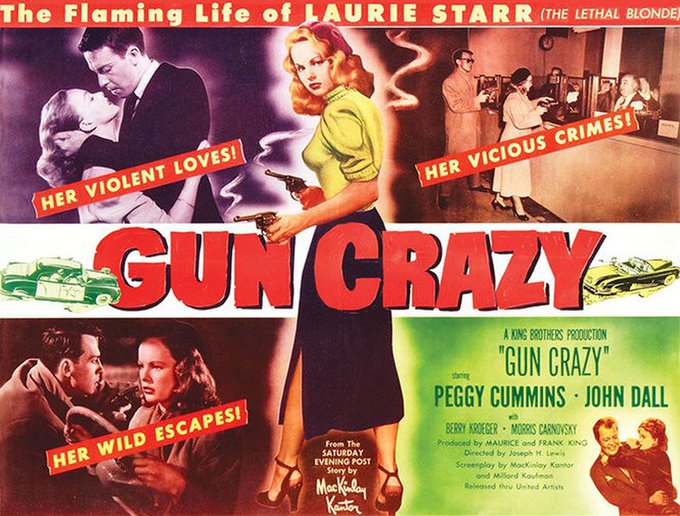 The Flaming Life of LAURIE STARR (THE LETHAL BLONDE)
HER VIOLENT LOVES!
HER VICIOUS CRIMES!
GUN CRAZY
HER WILD ESCAPES!
From The
SATURDAY
EVENING POST
Story by
MacKinlay
Kantor
A KING BROTHERS PRODUCTION
"GUN CRAZY"
starring
PEGGY CUMMINS · JOHN DALL
with
BERRY KROEGER · MORRIS CARNOVSKY
Produced by MAURICE and FRANK KING
Directed by Joseph H. Lewis
Screenplay by MacKinlay Kantor
and Millard Kaufman
Released thru United Artists